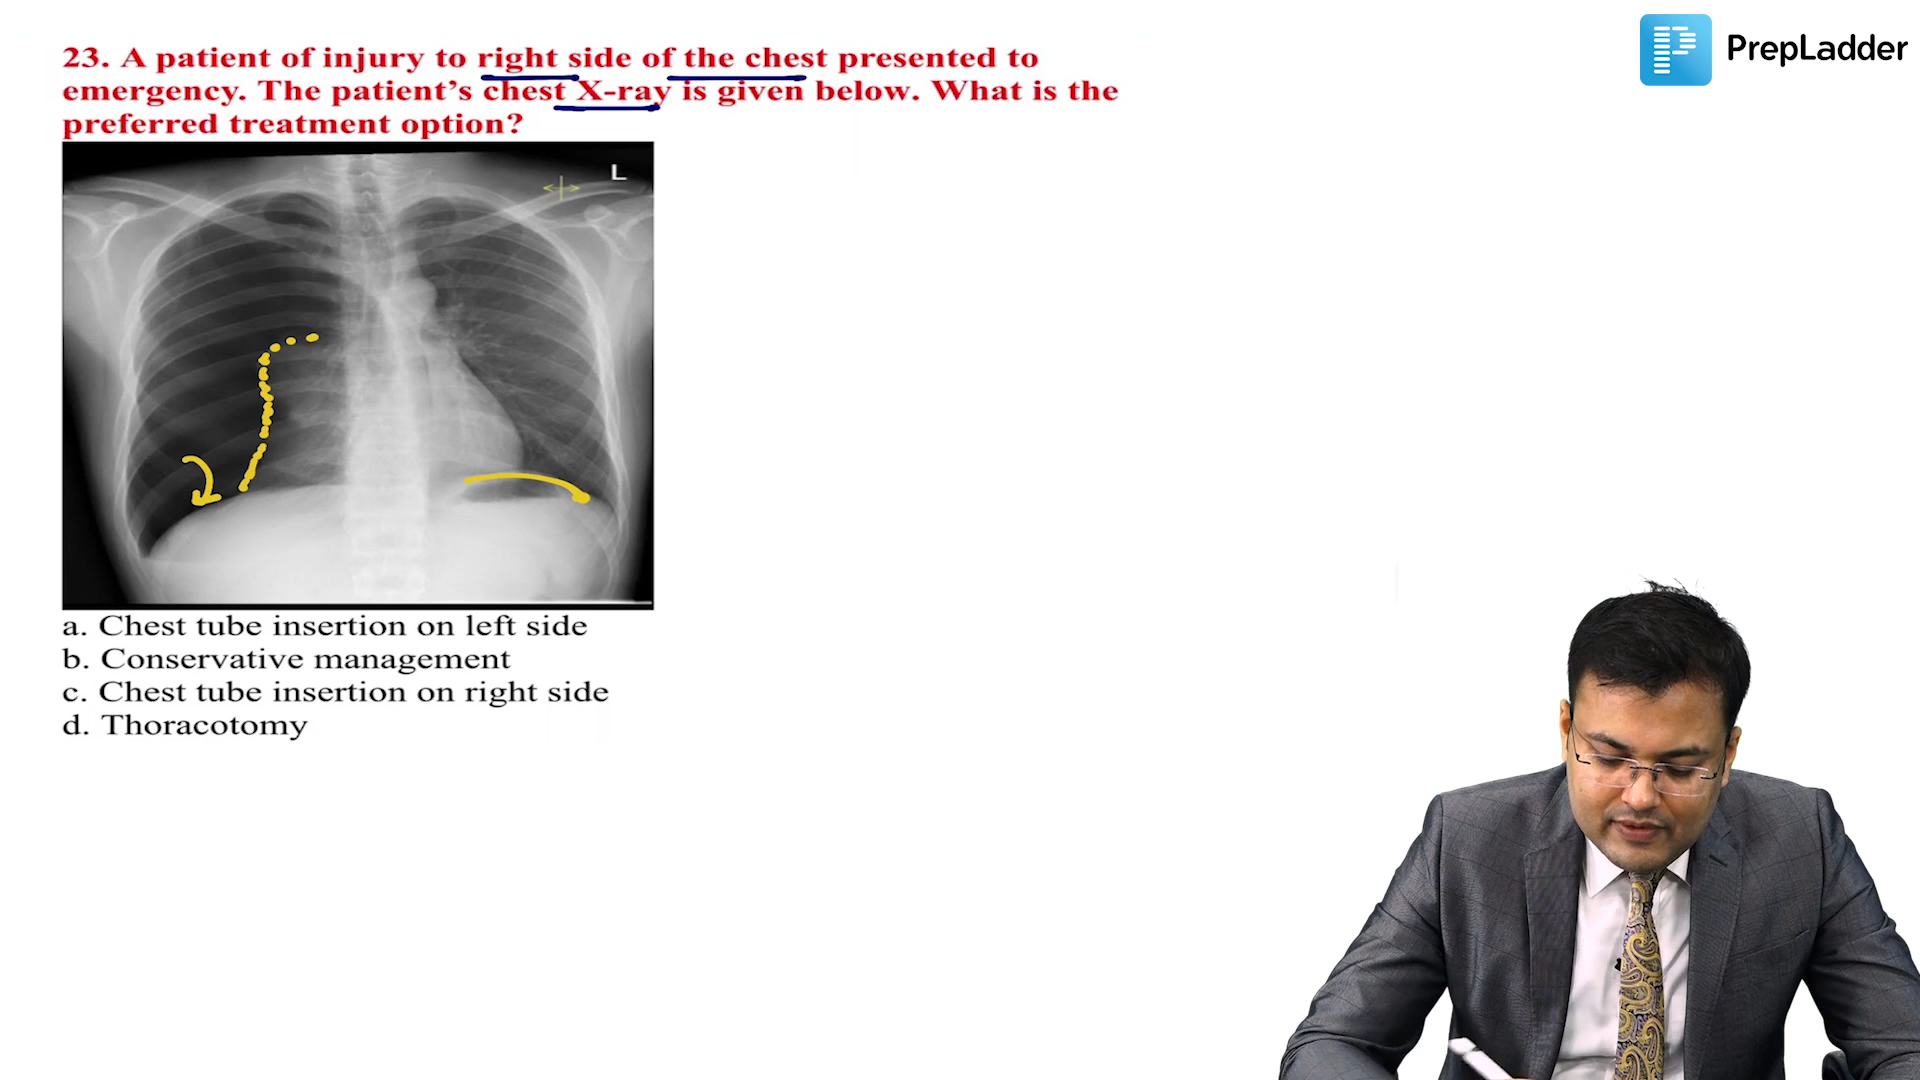 PrepLadder
23. A patient of injury to right side of the chest presented to
emergency. The patient’s chest X-ray is given below. What is the
preferred treatment option?
L
a. Chest tube insertion on left side
b. Conservative management
c. Chest tube insertion on right side
d. Thoracotomy